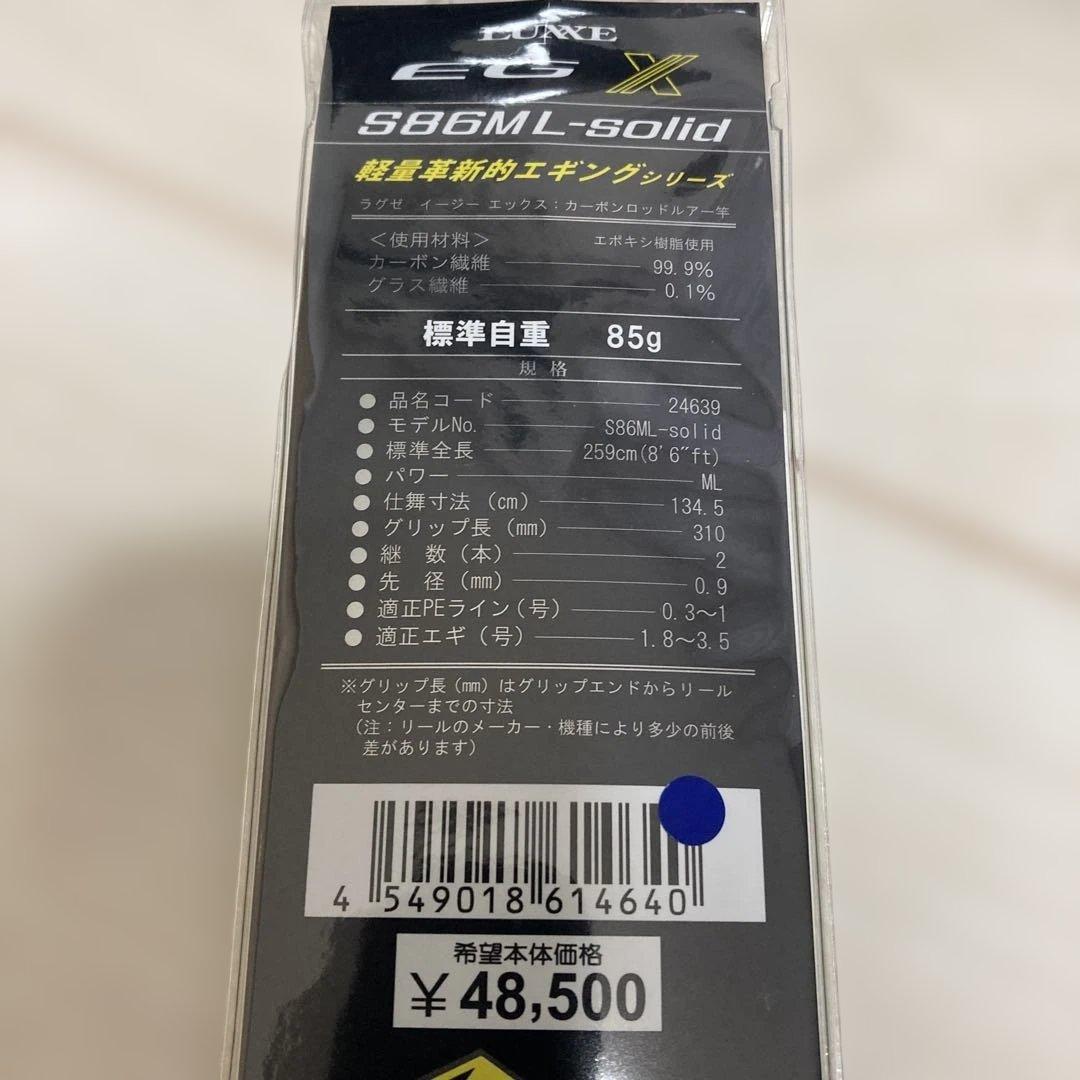 LUXXE
EG X
S86ML-solid
軽量革新的エギングシリーズ
ラグゼ イージー エックス：カーボンロッドルアー竿
＜使用材料＞ エポキシ樹脂使用
カーボン繊維 99.9%
グラス繊維 0.1%
標準自重 85g
規格
● 品名コード 24639
● モデルNo. S86ML-solid
● 標準全長 259cm(8'6"ft)
● パワー ML
● 仕舞寸法（cm） 134.5
● グリップ長（mm） 310
● 継 数（本） 2
● 先 径（mm） 0.9
● 適正PEライン（号） 0.3〜1
● 適正エギ（号） 1.8〜3.5
※グリップ長（mm）はグリップエンドからリール
センターまでの寸法
（注：リールのメーカー・機種により多少の前後
差があります）
4 549018 614640
希望本体価格
￥48,500